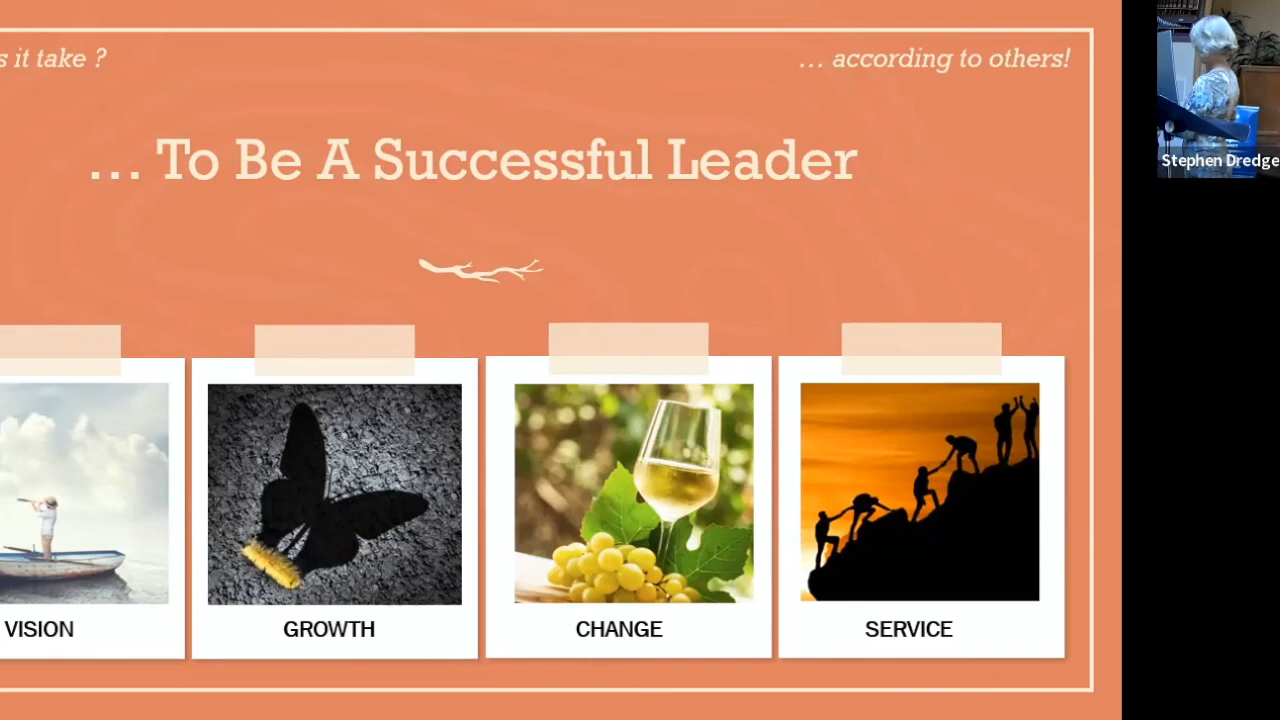 s it take ?
... according to others!
... To Be A Successful Leader
VISION
GROWTH
CHANGE
SERVICE
Stephen Dredge